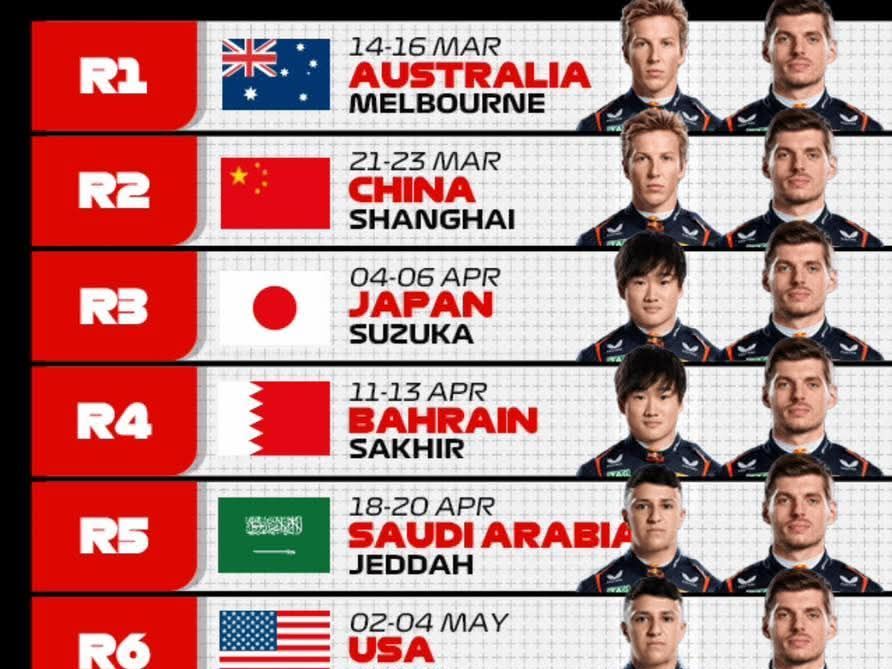 R1
14-16 MAR
AUSTRALIA
MELBOURNE
R2
21-23 MAR
CHINA
SHANGHAI
R3
04-06 APR
JAPAN
SUZUKA
R4
11-13 APR
BAHRAIN
SAKHIR
R5
18-20 APR
SAUDI ARABIA
JEDDAH
R6
02-04 MAY
USA